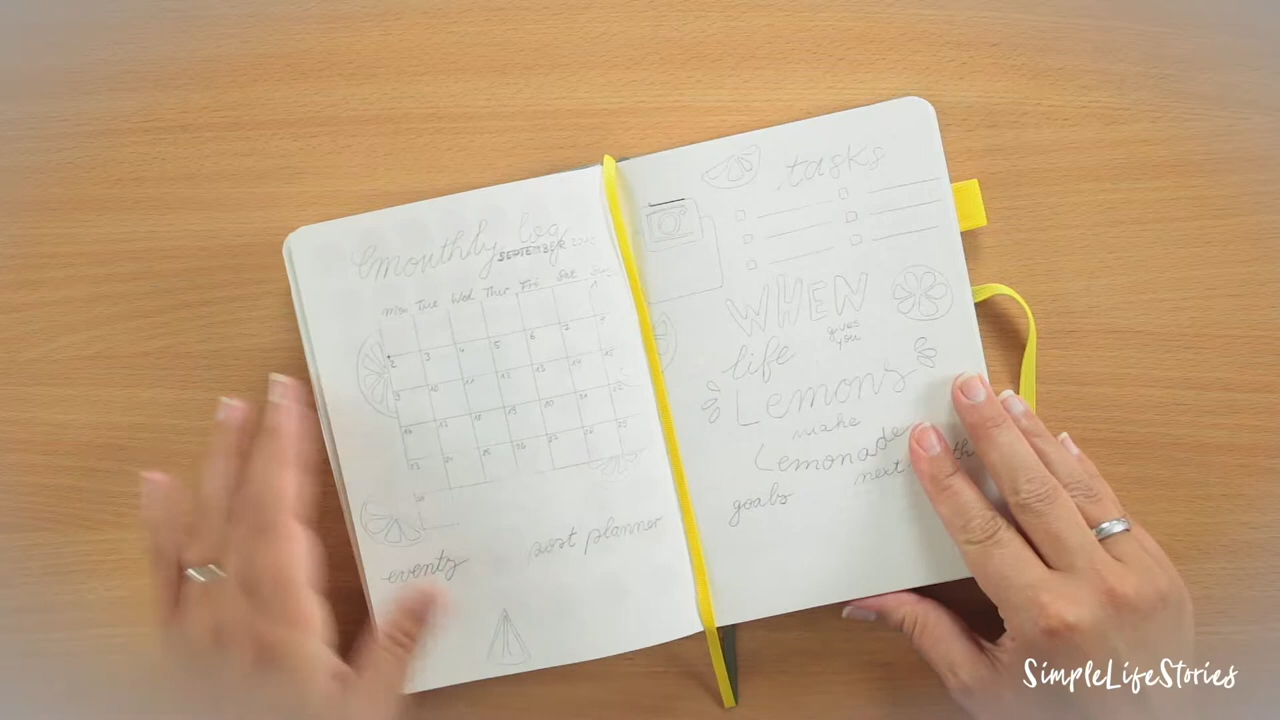 monthly log
SEPTEMBER
Mon Tue Wed Thur Fri Sat
1
2 3 4 5 6 7
9 10 11 12 13 14 15
16 17 18 19 20 21 22
23 24 25 26 27 28 29
30
events
post planner
tasks
WHEN
life gives you
Lemons
make
Lemonade
goals
next
SimpleLifeStories